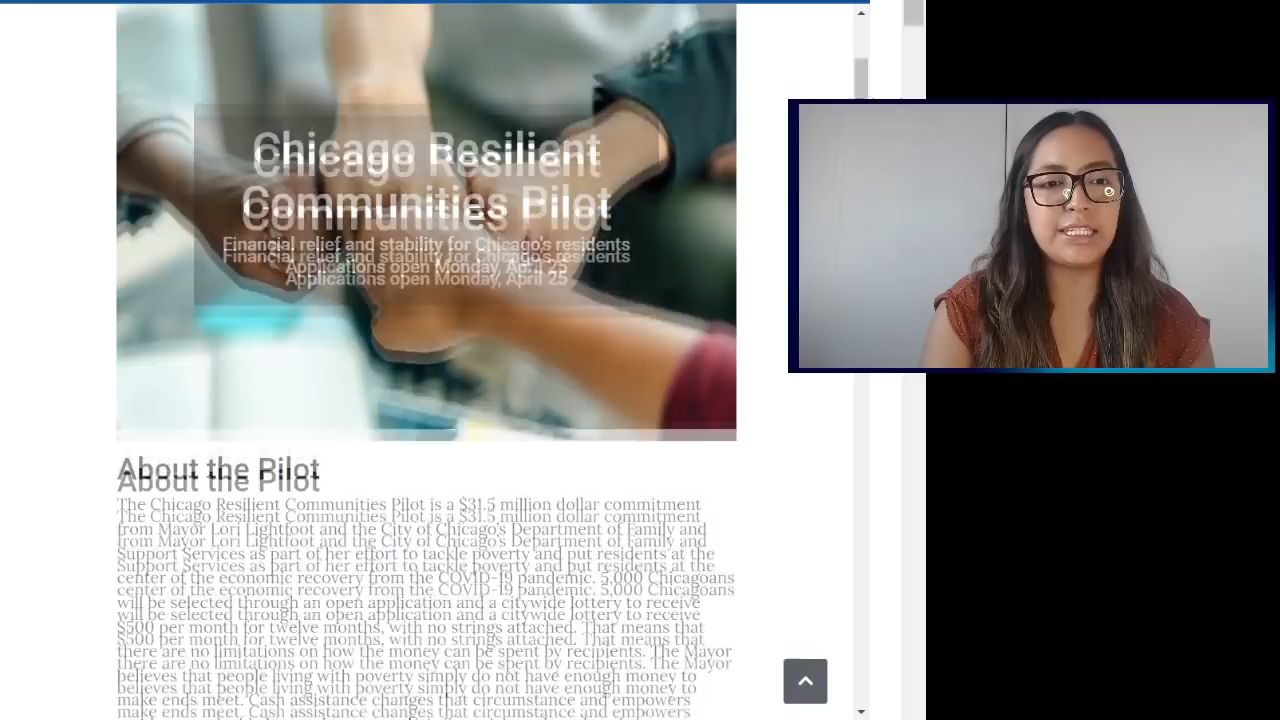 Chicago Resilient
Communities Pilot
Financial relief and stability for Chicago's residents
Applications open Monday, April 25
About the Pilot
The Chicago Resilient Communities Pilot is a $31.5 million dollar commitment
from Mayor Lori Lightfoot and the City of Chicago's Department of Family and
Support Services as part of her effort to tackle poverty and put residents at the
center of the economic recovery from the COVID-19 pandemic. 5,000 Chicagoans
will be selected through an open application and a citywide lottery to receive
$500 per month for twelve months, with no strings attached. That means that
there are no limitations on how the money can be spent by recipients. The Mayor
believes that people living with poverty simply do not have enough money to
make ends meet. Cash assistance changes that circumstance and empowers